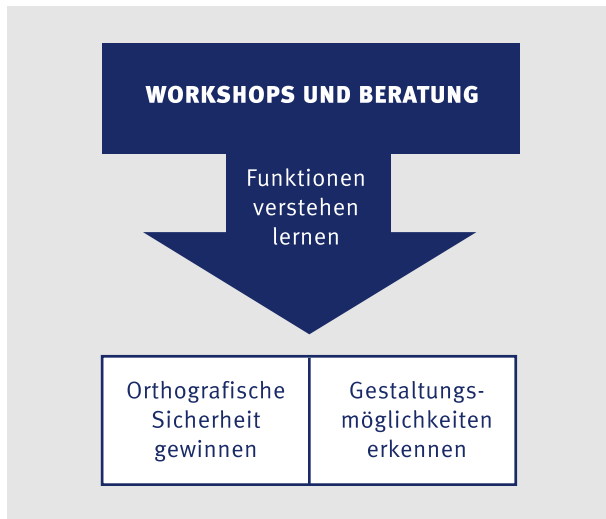 WORKSHOPS UND BERATUNG
Funktionen
verstehen
lernen
Orthografische
Sicherheit
gewinnen
Gestaltungs-
möglichkeiten
erkennen